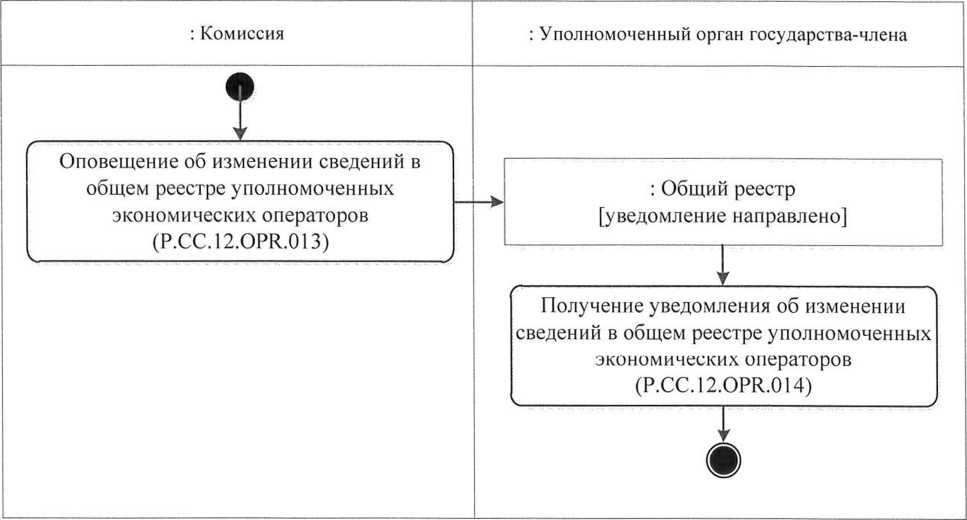 : Комиссия
: Уполномоченный орган государства-члена
Оповещение об изменении сведений в
общем реестре уполномоченных
экономических операторов
(P.CC.12.OPR.013)
: Общий реестр
[уведомление направлено]
Получение уведомления об изменении
сведений в общем реестре уполномоченных
экономических операторов
(P.CC.12.OPR.014)